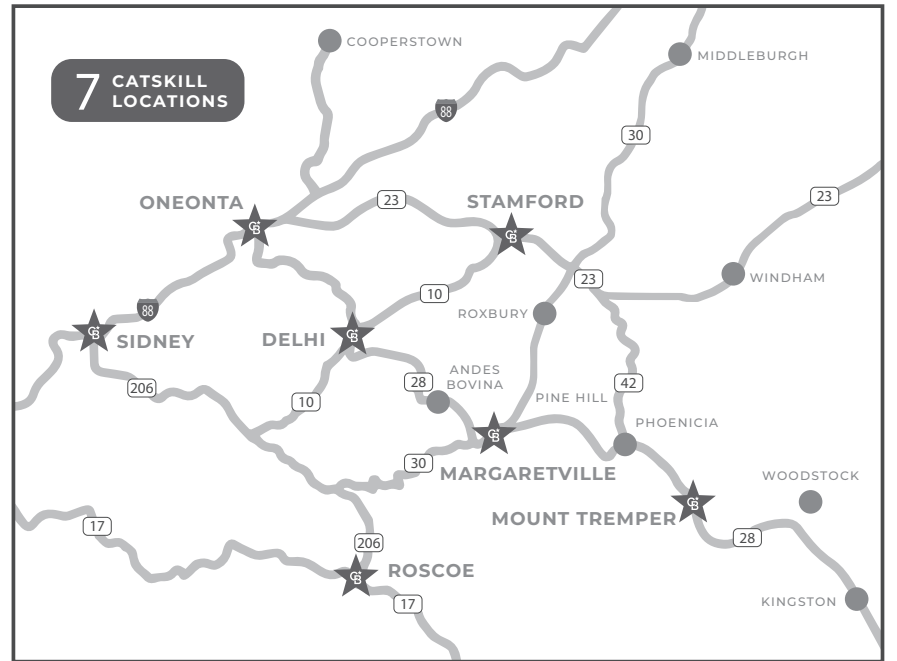 COOPERSTOWN
MIDDLEBURGH
7 CATSKILL
LOCATIONS
88
30
ONEONTA
23
STAMFORD
23
10
23
WINDHAM
88
ROXBURY
SIDNEY
DELHI
ANDES
BOVINA
206
28
42
10
PINE HILL
PHOENICIA
30
MARGARETVILLE
WOODSTOCK
17
MOUNT TREMPER
206
28
ROSCOE
17
KINGSTON